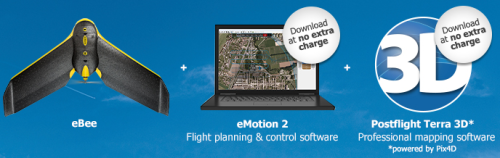 Download
at no extra
charge
Download
at no extra
charge
3D
+
+
eBee
eMotion 2
Flight planning & control software
Postflight Terra 3D*
Professional mapping software
*powered by Pix4D